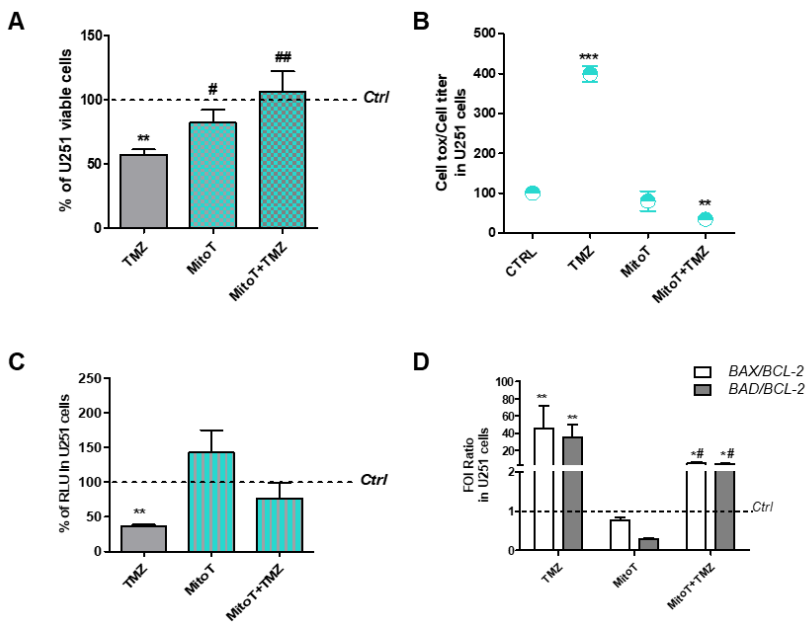 A
% of U251 viable cells
150
100
50
0
**
#
##
Ctrl
TMZ
MitoT
MitoT+TMZ
B
Cell tox/Cell titer
in U251 cells
500
400
300
200
100
0
***
**
CTRL
TMZ
MitoT
MitoT+TMZ
C
% of RLU In U251 cells
250
200
150
100
50
0
**
Ctrl
TMZ
MitoT
MitoT+TMZ
D
BAX/BCL-2
BAD/BCL-2
FOI Ratio
in U251 cells
100
80
60
40
20
2
1
0
**
**
*#
*#
Ctrl
TMZ
MitoT
MitoT+TMZ